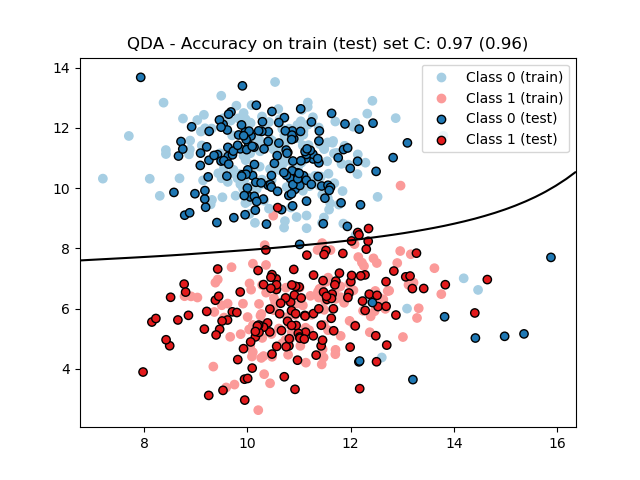 QDA - Accuracy on train (test) set C: 0.97 (0.96)
14
12
10
8
6
4
Class 0 (train)
Class 1 (train)
Class 0 (test)
Class 1 (test)
8 10 12 14 16